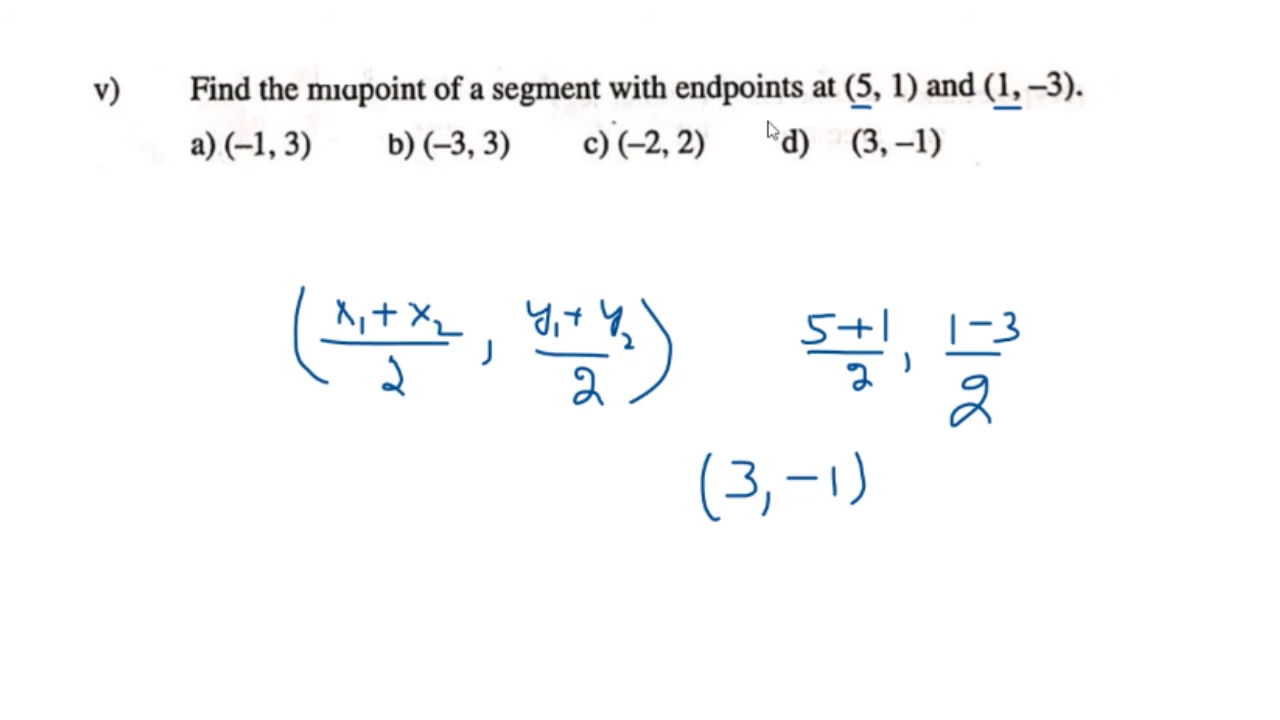 v) Find the midpoint of a segment with endpoints at (5, 1) and (1, –3).
a) (–1, 3) b) (–3, 3) c) (–2, 2) d) (3, –1)
(x₁+x₂/2, y₁+y₂/2) 5+1/2, 1-3/2
(3, -1)